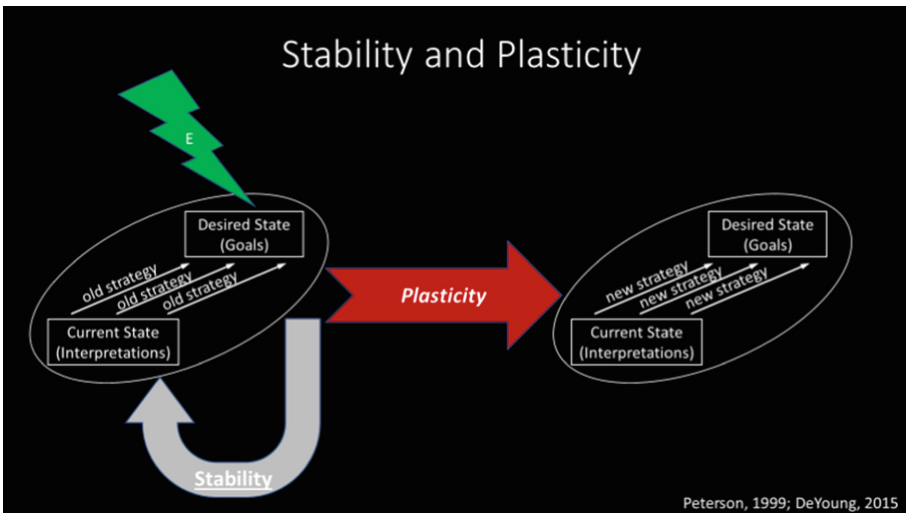 Stability and Plasticity
E
Desired State
(Goals)
old strategy
old strategy
old strategy
Current State
(Interpretations)
Plasticity
Desired State
(Goals)
new strategy
new strategy
new strategy
Current State
(Interpretations)
Stability
Peterson, 1999; DeYoung, 2015